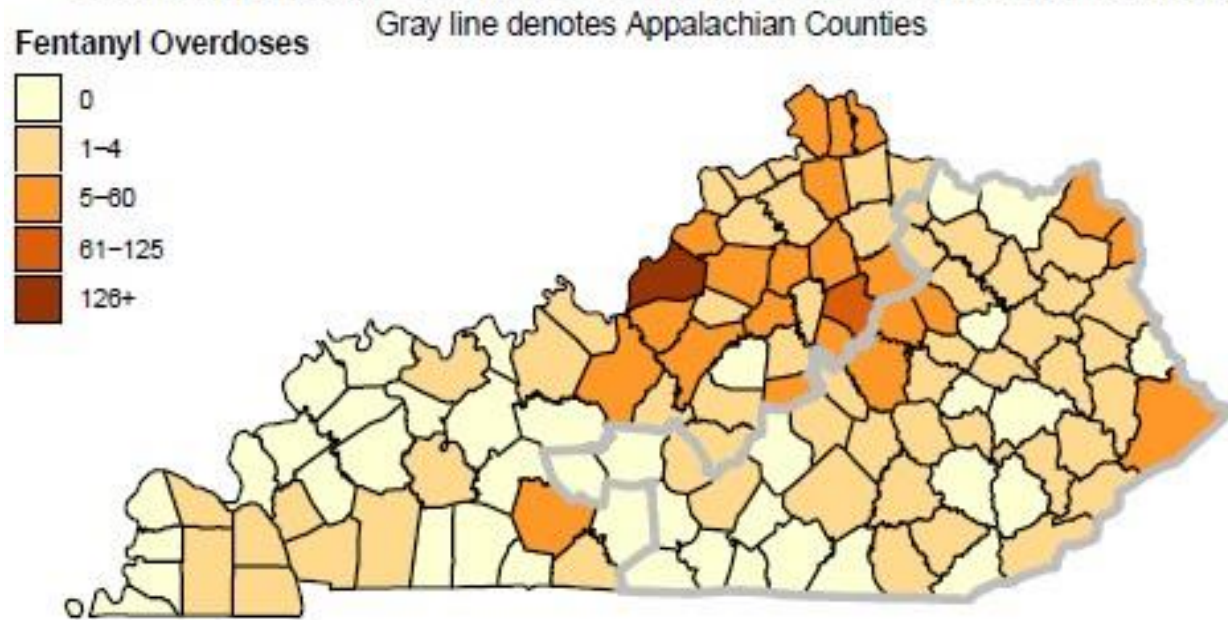 Gray line denotes Appalachian Counties
Fentanyl Overdoses
0
1–4
5–60
61–125
126+